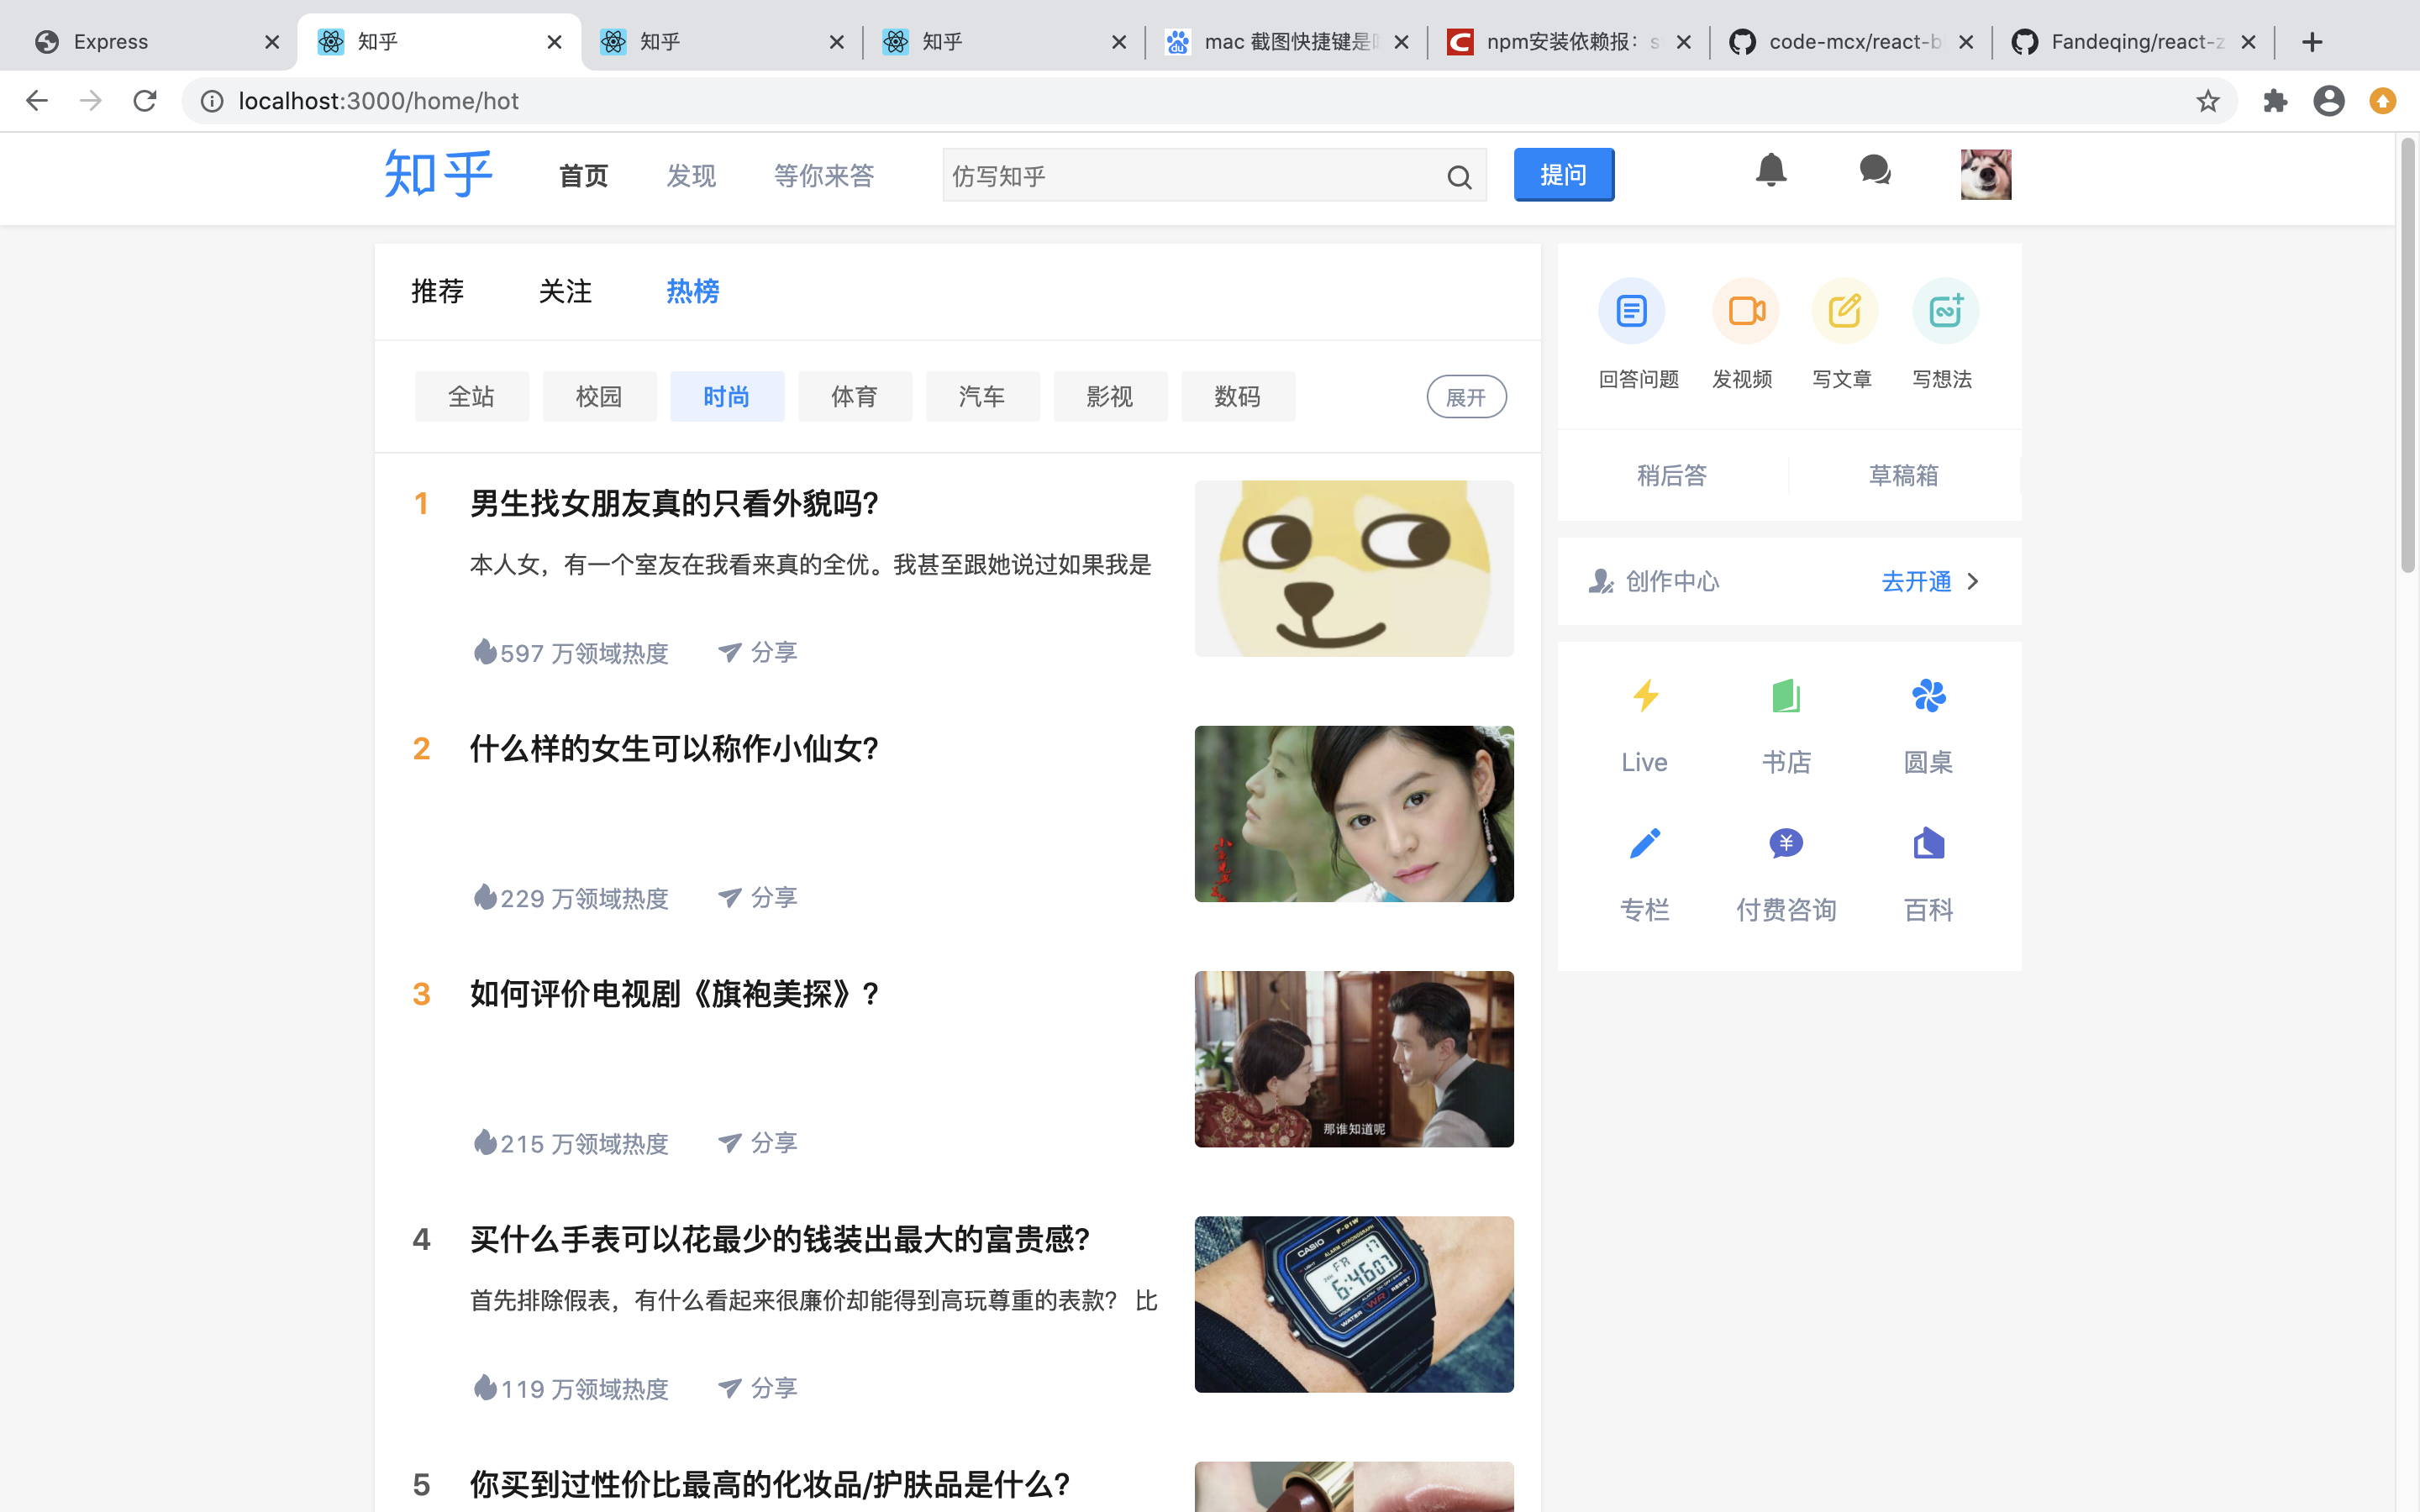 Express
知乎
知乎
知乎
mac 截图快捷键是
npm安装依赖报：s
code-mcx/react-b
Fandeqing/react-z
localhost:3000/home/hot
知乎
首页
发现
等你来答
仿写知乎
提问
推荐
关注
热榜
全站
校园
时尚
体育
汽车
影视
数码
展开
1
男生找女朋友真的只看外貌吗?
本人女，有一个室友在我看来真的全优。我甚至跟她说过如果我是
597 万领域热度
分享
2
什么样的女生可以称作小仙女?
229 万领域热度
分享
3
如何评价电视剧《旗袍美探》?
那谁知道呢
215 万领域热度
分享
4
买什么手表可以花最少的钱装出最大的富贵感?
首先排除假表，有什么看起来很廉价却能得到高玩尊重的表款？ 比
CASIO
F-91W
ALARM CHRONOGRAPH
LIGHT
FR 17
6:4607
WATER WR RESIST
119 万领域热度
分享
5
你买到过性价比最高的化妆品/护肤品是什么?
回答问题
发视频
写文章
写想法
稍后答
草稿箱
创作中心
去开通
Live
书店
圆桌
专栏
付费咨询
百科